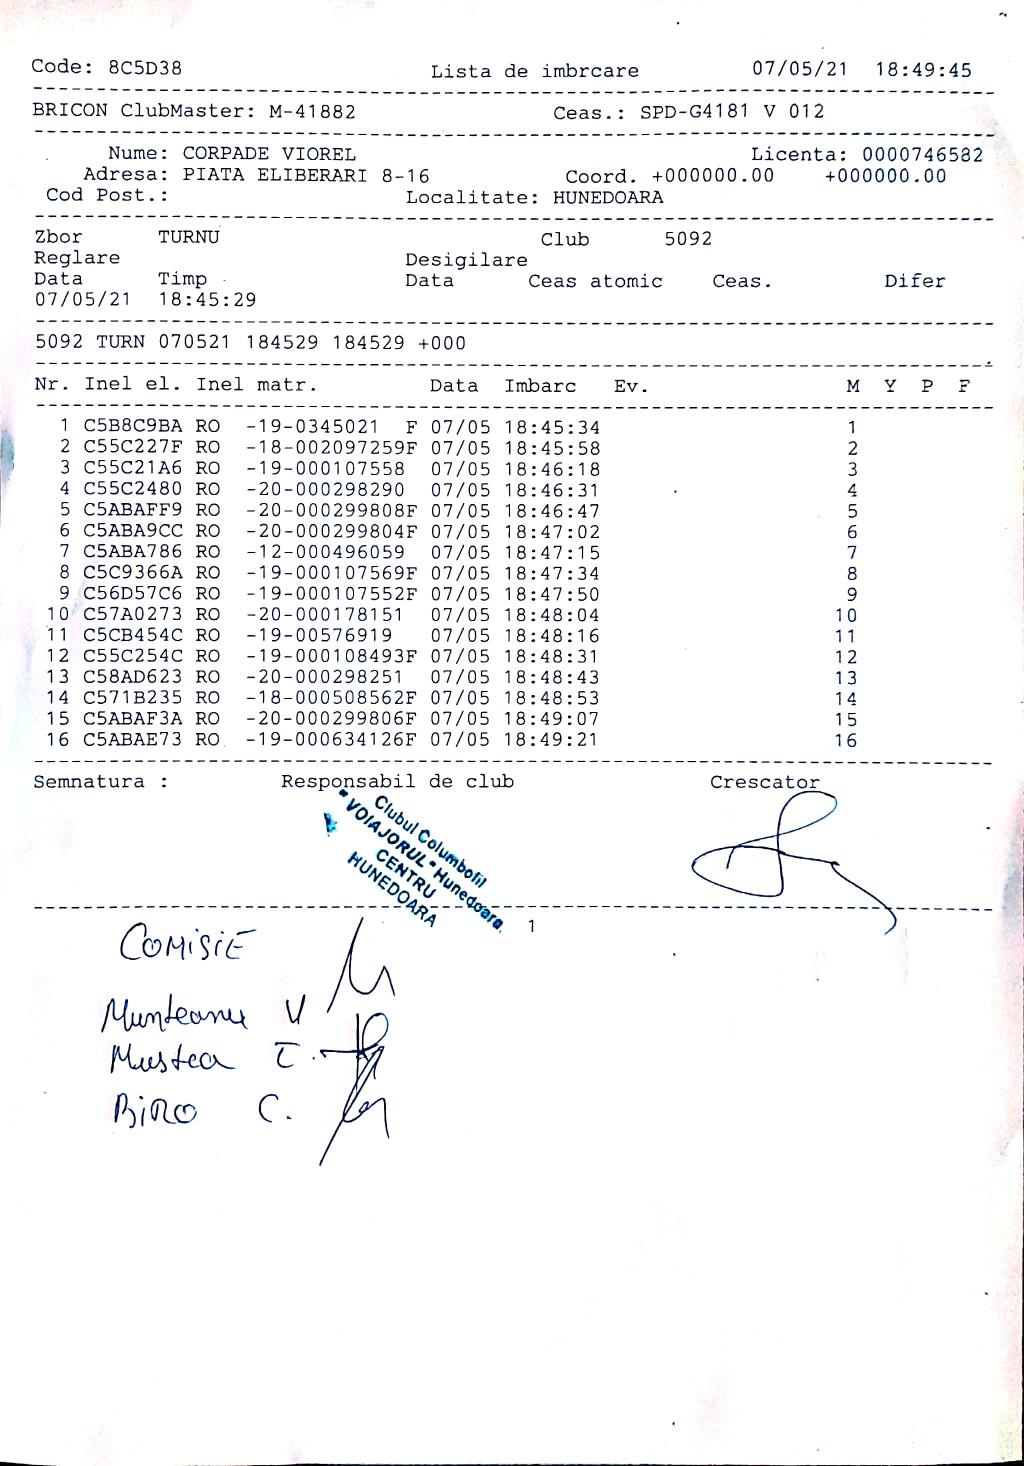 Code: 8C5D38 Lista de imbrcare 07/05/21 18:49:45
BRICON ClubMaster: M-41882 Ceas.: SPD-G4181 V 012
Nume: CORPADE VIOREL Licenta: 0000746582
Adresa: PIATA ELIBERARI 8-16 Coord. +000000.00 +000000.00
Cod Post.: Localitate: HUNEDOARA
Zbor TURNU Club 5092
Reglare Desigilare
Data Timp Data Ceas atomic Ceas. Difer
07/05/21 18:45:29
5092 TURN 070521 184529 184529 +000
Nr. Inel el. Inel matr. Data Imbarc Ev. M Y P F
1 C5B8C9BA RO -19-0345021 F 07/05 18:45:34 1
2 C55C227F RO -18-002097259F 07/05 18:45:58 2
3 C55C21A6 RO -19-000107558 07/05 18:46:18 3
4 C55C2480 RO -20-000298290 07/05 18:46:31 4
5 C5ABAFF9 RO -20-000299808F 07/05 18:46:47 5
6 C5ABA9CC RO -20-000299804F 07/05 18:47:02 6
7 C5ABA786 RO -12-000496059 07/05 18:47:15 7
8 C5C9366A RO -19-000107569F 07/05 18:47:34 8
9 C56D57C6 RO -19-000107552F 07/05 18:47:50 9
10 C57A0273 RO -20-000178151 07/05 18:48:04 10
11 C5CB454C RO -19-00576919 07/05 18:48:16 11
12 C55C254C RO -19-000108493F 07/05 18:48:31 12
13 C58AD623 RO -20-000298251 07/05 18:48:43 13
14 C571B235 RO -18-000508562F 07/05 18:48:53 14
15 C5ABAF3A RO -20-000299806F 07/05 18:49:07 15
16 C5ABAE73 RO -19-000634126F 07/05 18:49:21 16
Semnatura : Responsabil de club Crescator
Clubul Columbofil
"VOIAJORUL" Hunedoara
CENTRU
HUNEDOARA
1
COMISIE
Munteanu V
Mustea I.
BIRO C.